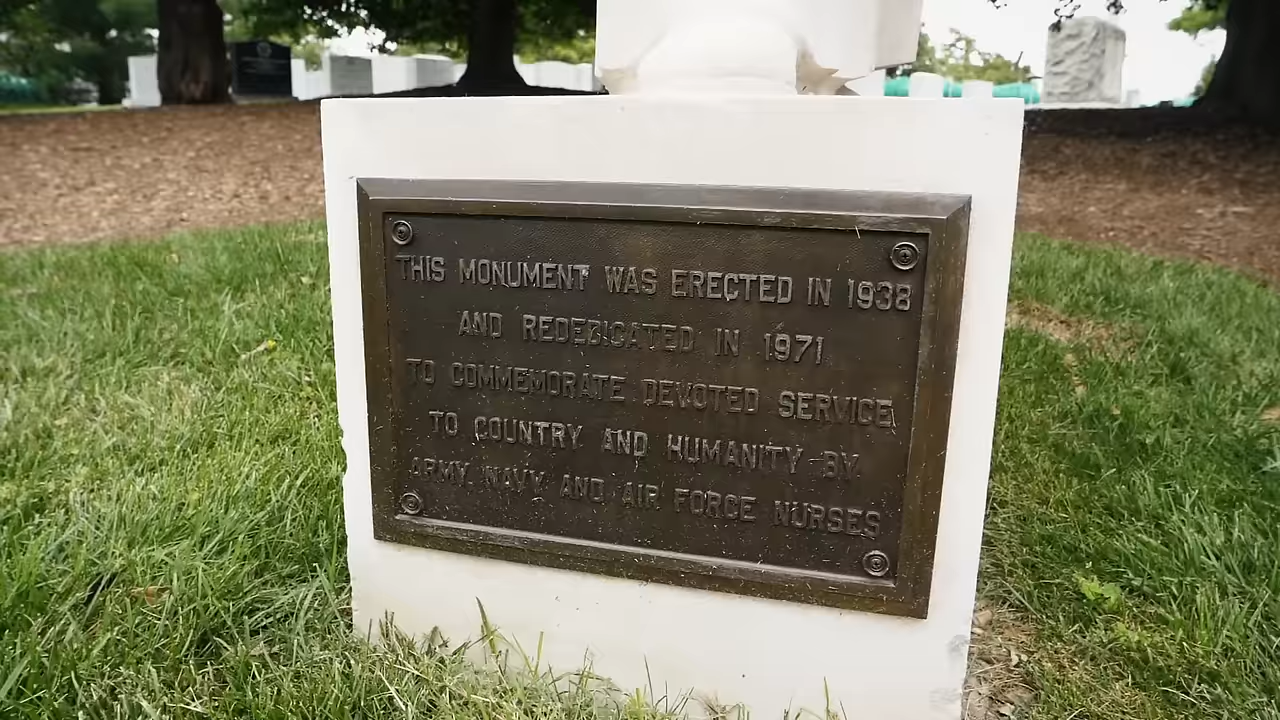 THIS MONUMENT WAS ERECTED IN 1938
AND REDEDICATED IN 1971
TO COMMEMORATE DEVOTED SERVICE
TO COUNTRY AND HUMANITY BY
ARMY NAVY AND AIR FORCE NURSES